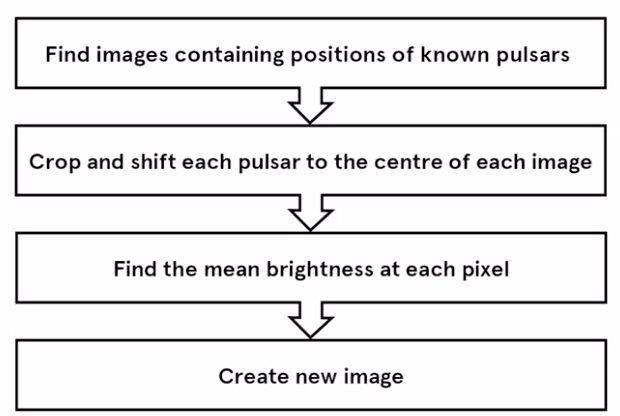 Find images containing positions of known pulsars
Crop and shift each pulsar to the centre of each image
Find the mean brightness at each pixel
Create new image